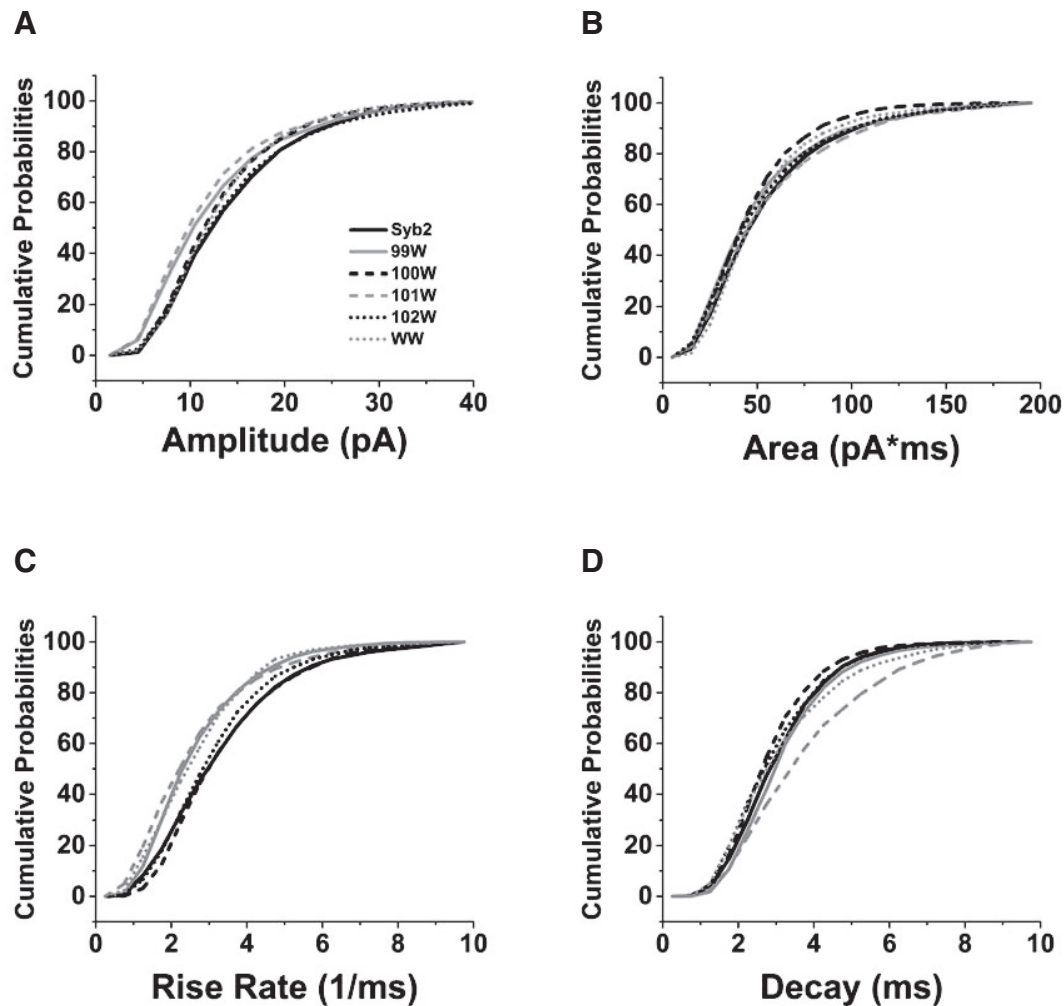 A
Cumulative Probabilities
100
80
60
40
20
0
Syb2
99W
100W
101W
102W
WW
0 10 20 30 40
Amplitude (pA)
B
Cumulative Probabilities
100
80
60
40
20
0
0 50 100 150 200
Area (pA*ms)
C
Cumulative Probabilities
100
80
60
40
20
0
0 2 4 6 8 10
Rise Rate (1/ms)
D
Cumulative Probabilities
100
80
60
40
20
0
0 2 4 6 8 10
Decay (ms)